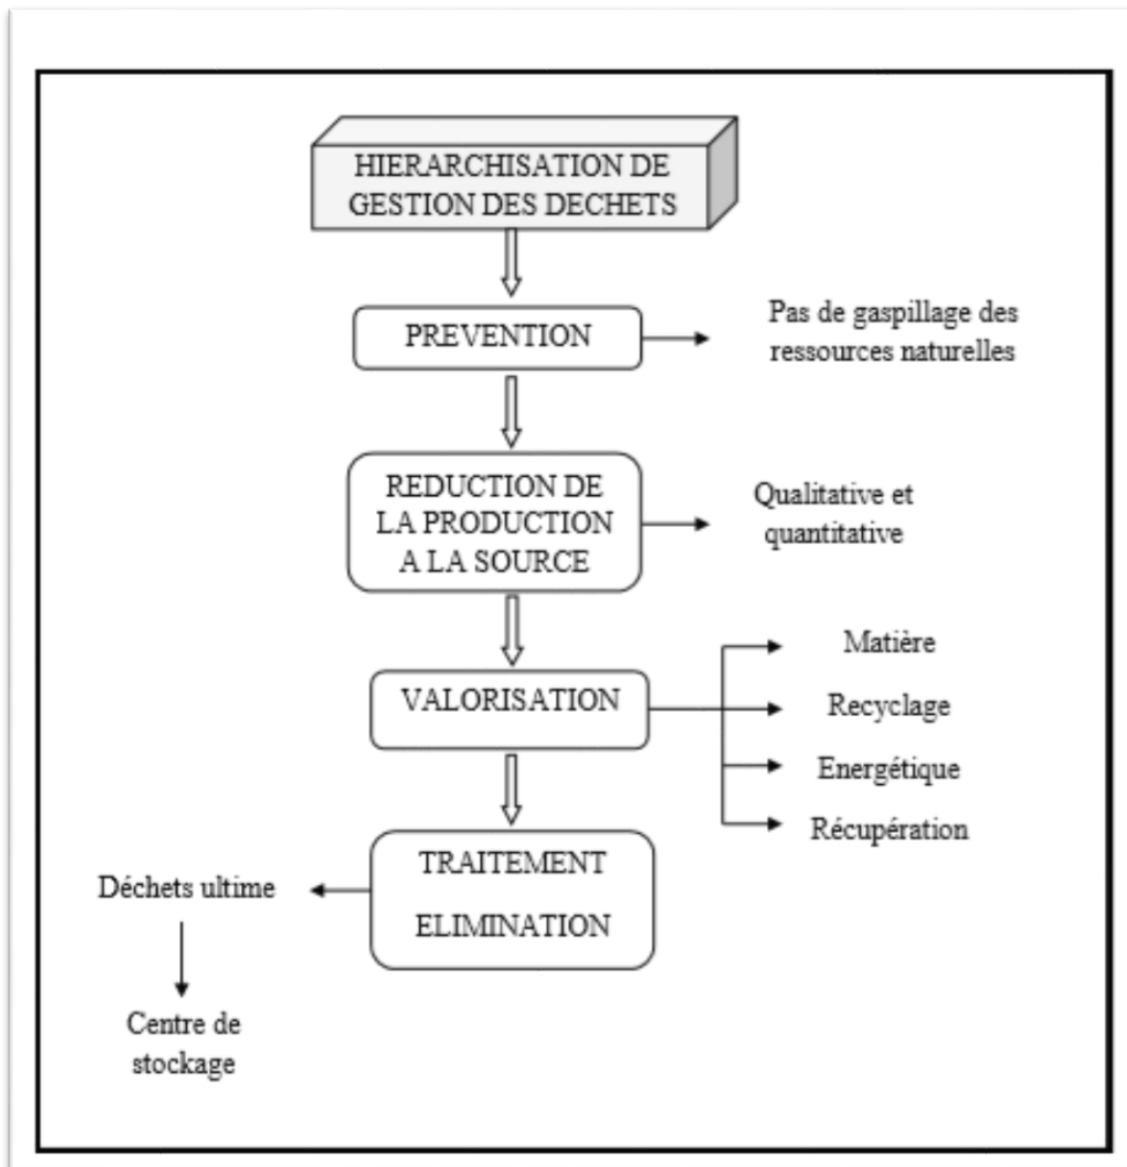 HIERARCHISATION DE
GESTION DES DECHETS
PREVENTION
Pas de gaspillage des
ressources naturelles
REDUCTION DE
LA PRODUCTION
A LA SOURCE
Qualitative et
quantitative
VALORISATION
Matière
Recyclage
Energétique
Récupération
TRAITEMENT
ELIMINATION
Déchets ultime
Centre de
stockage